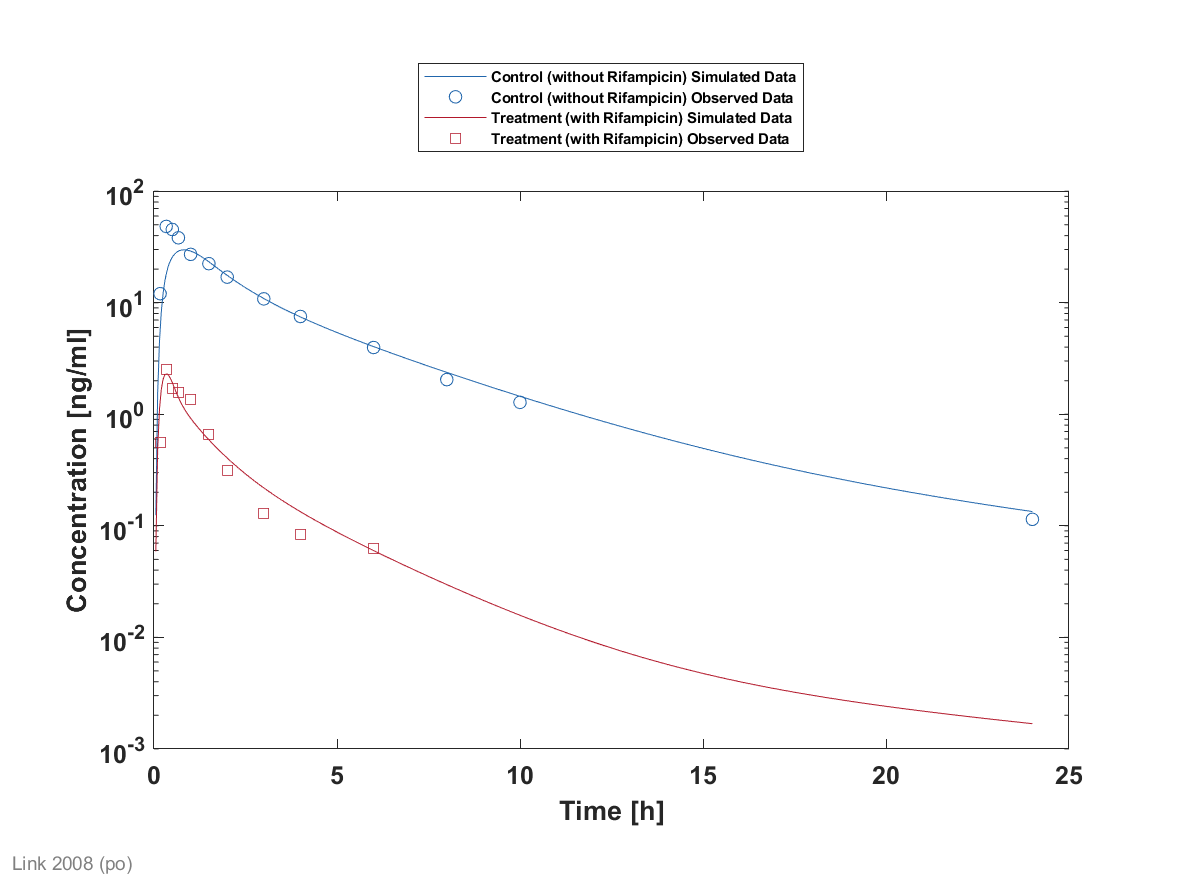 Control (without Rifampicin) Simulated Data
Control (without Rifampicin) Observed Data
Treatment (with Rifampicin) Simulated Data
Treatment (with Rifampicin) Observed Data
10^2
10^1
10^0
10^-1
10^-2
10^-3
Concentration [ng/ml]
0 5 10 15 20 25
Time [h]
Link 2008 (po)